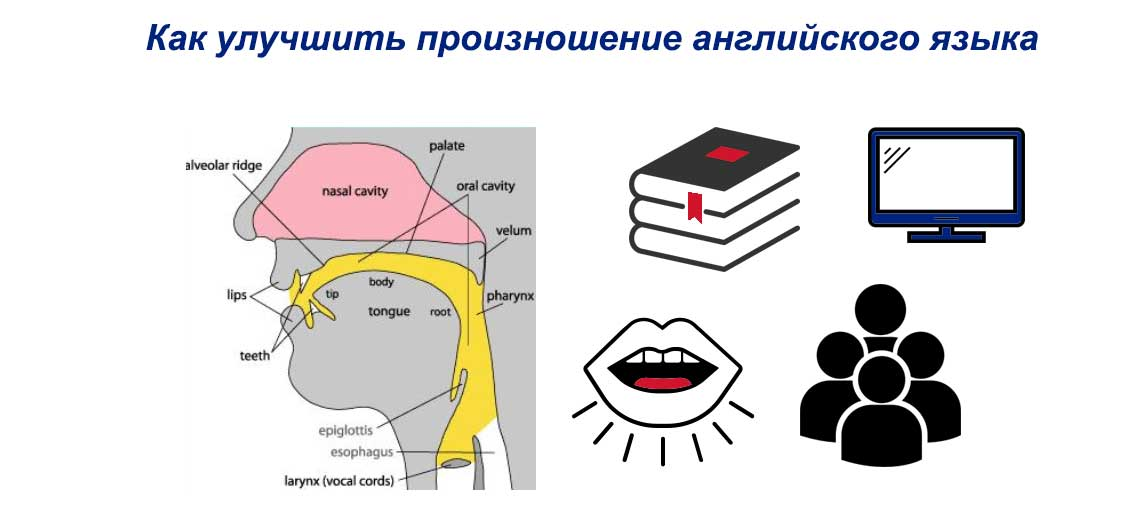 Как улучшить произношение английского языка
palate
alveolar ridge
nasal cavity
oral cavity
velum
body
tip
lips
pharynx
tongue
root
teeth
epiglottis
esophagus
larynx (vocal cords)